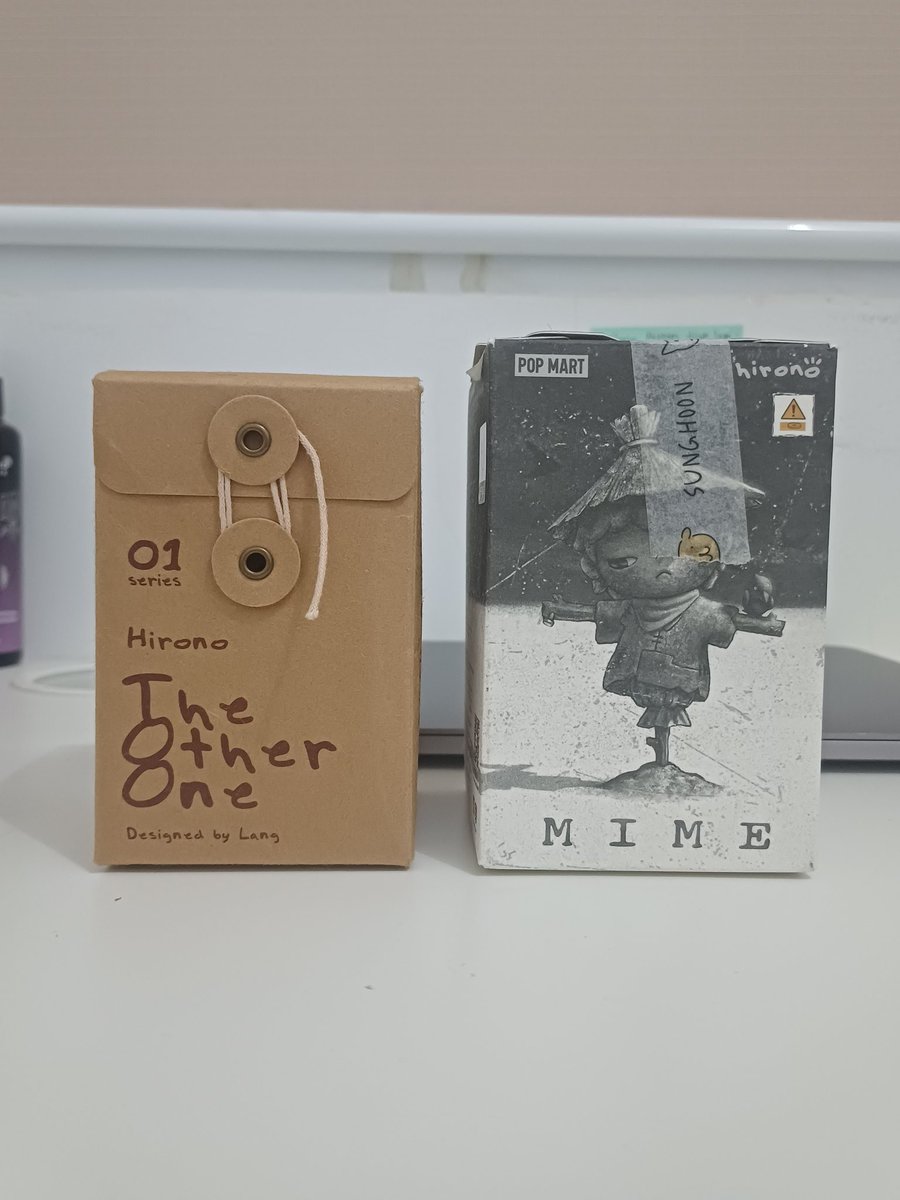 01
series
Hirono
The
Other
One
Designed by Lang
POP MART
hirono
SUNGHOON
MIME